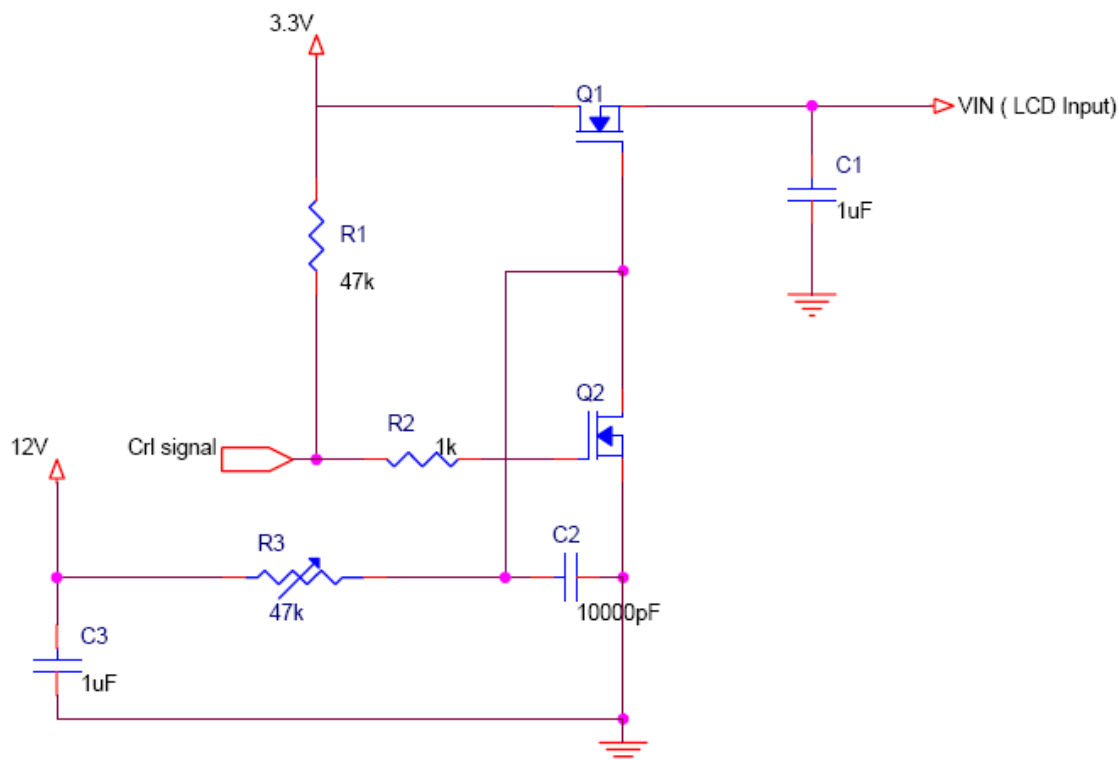 3.3V
Q1
VIN ( LCD Input)
C1
1uF
R1
47k
Q2
R2
1k
12V
Crl signal
C2
R3
47k
10000pF
C3
1uF